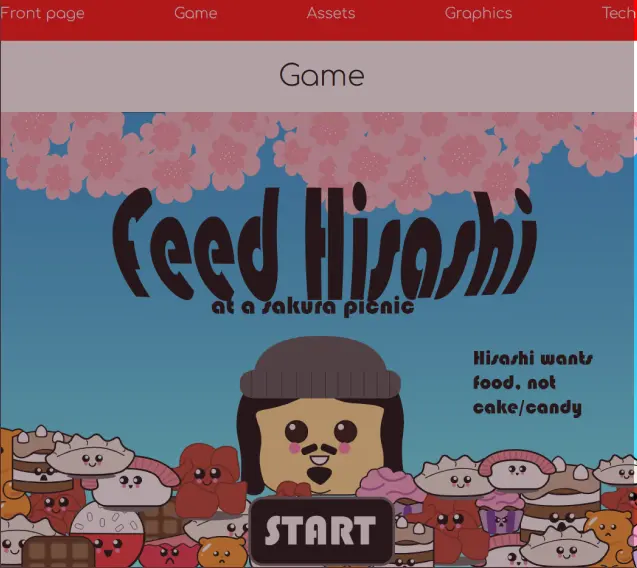 Front page Game Assets Graphics Tech
Game
Feed Hisashi
at a sakura picnic
Hisashi wants
food, not
cake/candy
START